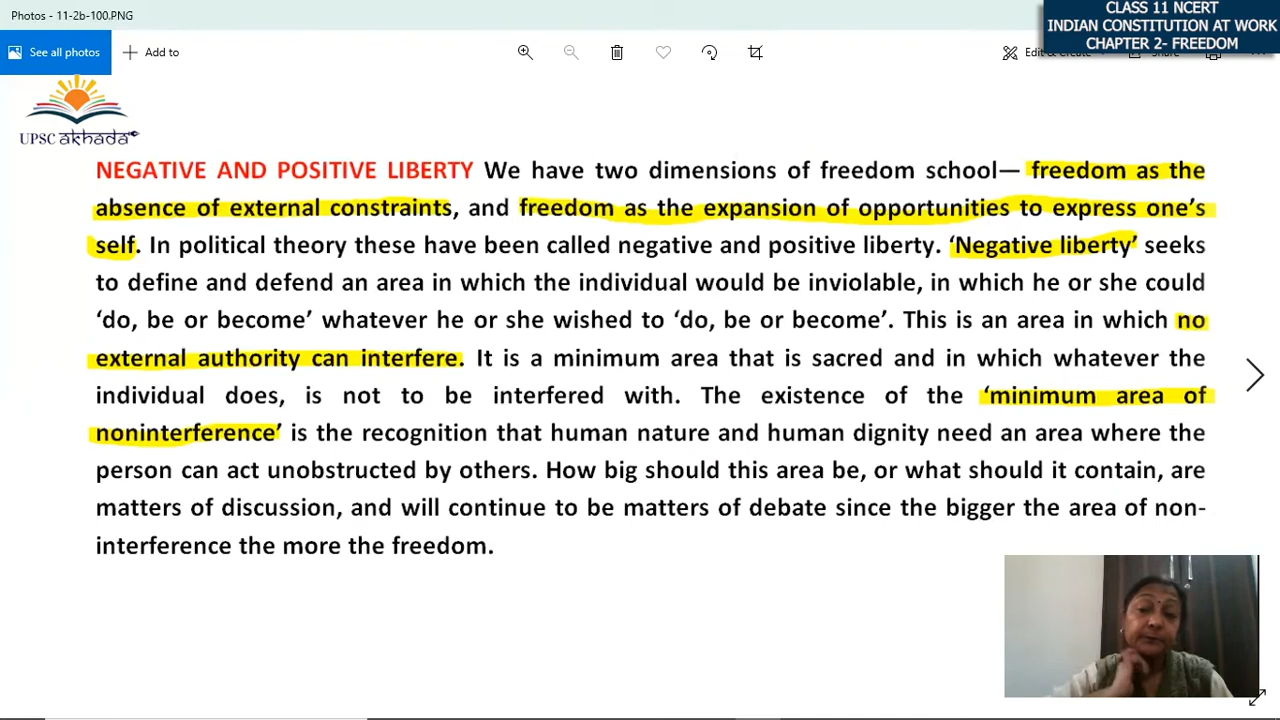 Photos - 11-2b-100.PNG
CLASS 11 NCERT
INDIAN CONSTITUTION AT WORK
CHAPTER 2- FREEDOM
See all photos
Add to
Edit & Create
Share
UPSC akhada
NEGATIVE AND POSITIVE LIBERTY We have two dimensions of freedom school— freedom as the
absence of external constraints, and freedom as the expansion of opportunities to express one’s
self. In political theory these have been called negative and positive liberty. ‘Negative liberty’ seeks
to define and defend an area in which the individual would be inviolable, in which he or she could
‘do, be or become’ whatever he or she wished to ‘do, be or become’. This is an area in which no
external authority can interfere. It is a minimum area that is sacred and in which whatever the
individual does, is not to be interfered with. The existence of the ‘minimum area of
noninterference’ is the recognition that human nature and human dignity need an area where the
person can act unobstructed by others. How big should this area be, or what should it contain, are
matters of discussion, and will continue to be matters of debate since the bigger the area of non-
interference the more the freedom.